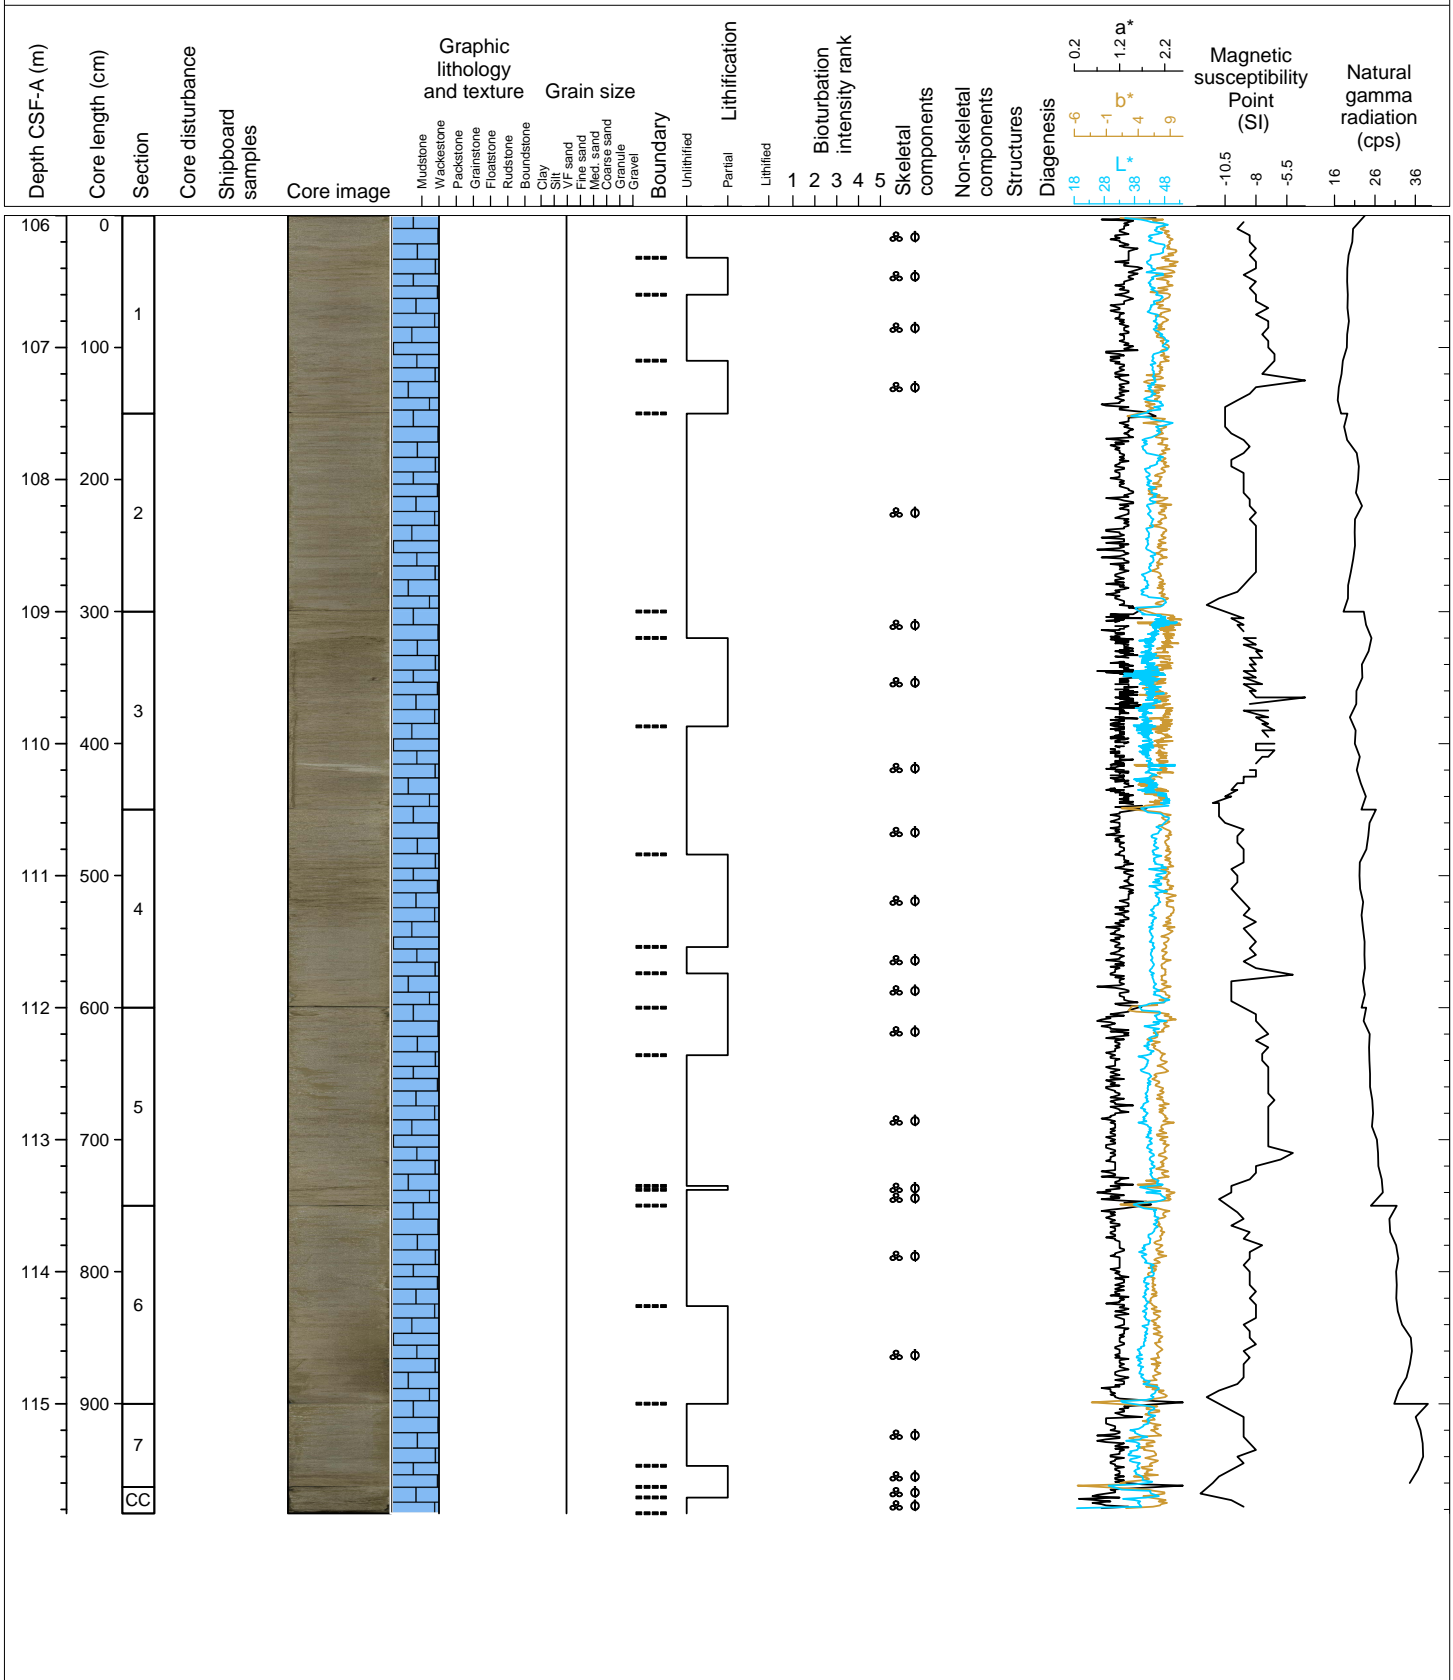 Depth CSF-A (m)
Core length (cm)
Section
Core disturbance
Shipboard
samples
Core image
Graphic
lithology
and texture
Mudstone
Wackestone
Packstone
Grainstone
Floatstone
Rudstone
Boundstone
Grain size
Clay
Silt
VF sand
Fine sand
Med. sand
Coarse sand
Granule
Gravel
Boundary
Lithification
Unlithified
Partial
Lithified
Bioturbation
intensity rank
1 2 3 4 5
Skeletal
components
Non-skeletal
components
Structures
Diagenesis
a*
0.2 1.2 2.2
b*
-6 -1 4 9
L*
18 28 38 48
Magnetic
susceptibility
Point
(SI)
-10.5 -8 -5.5
Natural
gamma
radiation
(cps)
16 26 36
106 0
1
107 100
108 200
2
109 300
3
110 400
111 500
4
112 600
5
113 700
114 800
6
115 900
7
CC